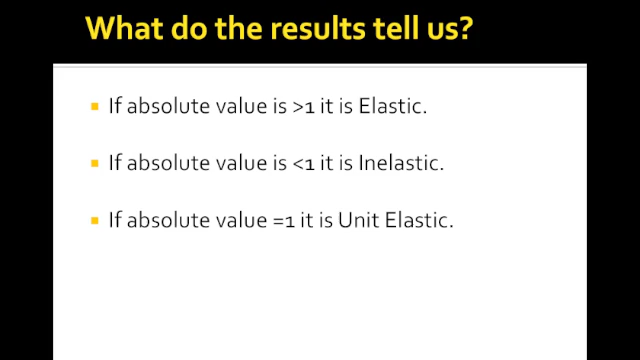 What do the results tell us?
If absolute value is >1 it is Elastic.
If absolute value is <1 it is Inelastic.
If absolute value =1 it is Unit Elastic.